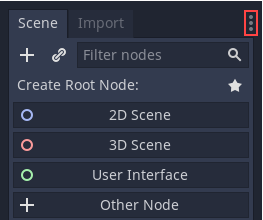 Scene Import
Filter nodes
Create Root Node:
2D Scene
3D Scene
User Interface
Other Node